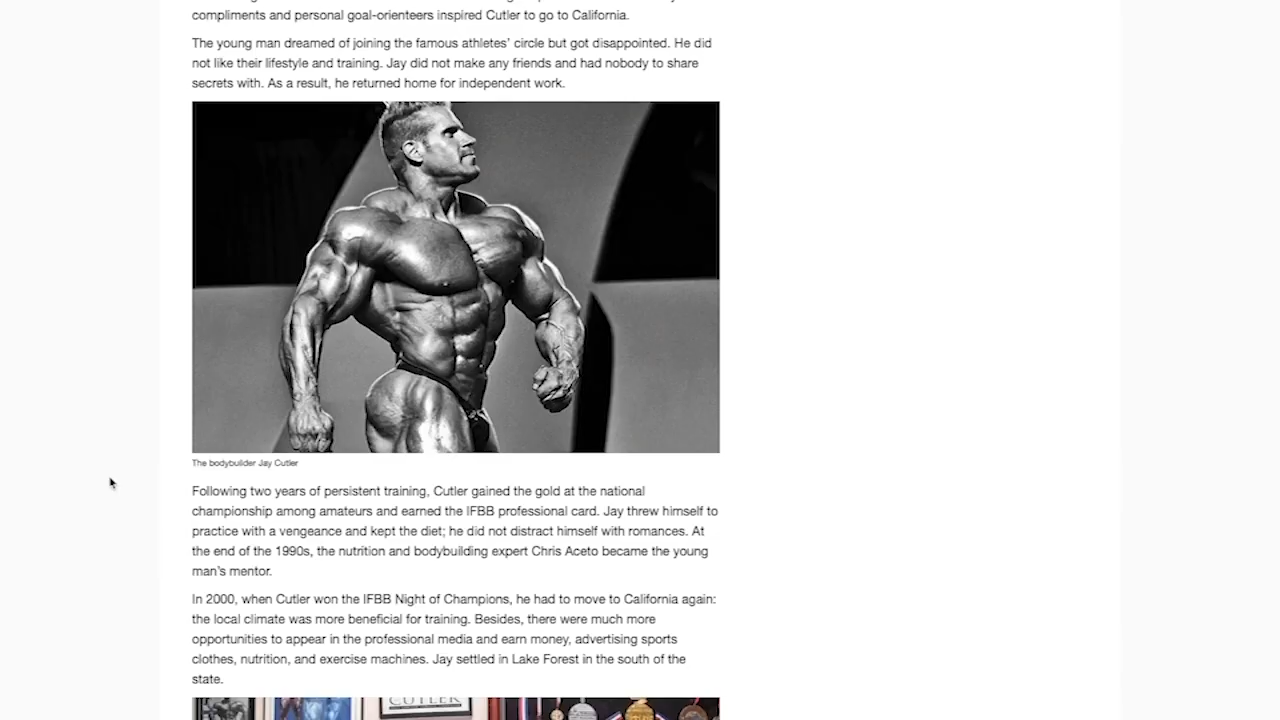 compliments and personal goal-orienteers inspired Cutler to go to California.
The young man dreamed of joining the famous athletes' circle but got disappointed. He did
not like their lifestyle and training. Jay did not make any friends and had nobody to share
secrets with. As a result, he returned home for independent work.
The bodybuilder Jay Cutler
Following two years of persistent training, Cutler gained the gold at the national
championship among amateurs and earned the IFBB professional card. Jay threw himself to
practice with a vengeance and kept the diet; he did not distract himself with romances. At
the end of the 1990s, the nutrition and bodybuilding expert Chris Aceto became the young
man's mentor.
In 2000, when Cutler won the IFBB Night of Champions, he had to move to California again:
the local climate was more beneficial for training. Besides, there were much more
opportunities to appear in the professional media and earn money, advertising sports
clothes, nutrition, and exercise machines. Jay settled in Lake Forest in the south of the
state.
CUTLER